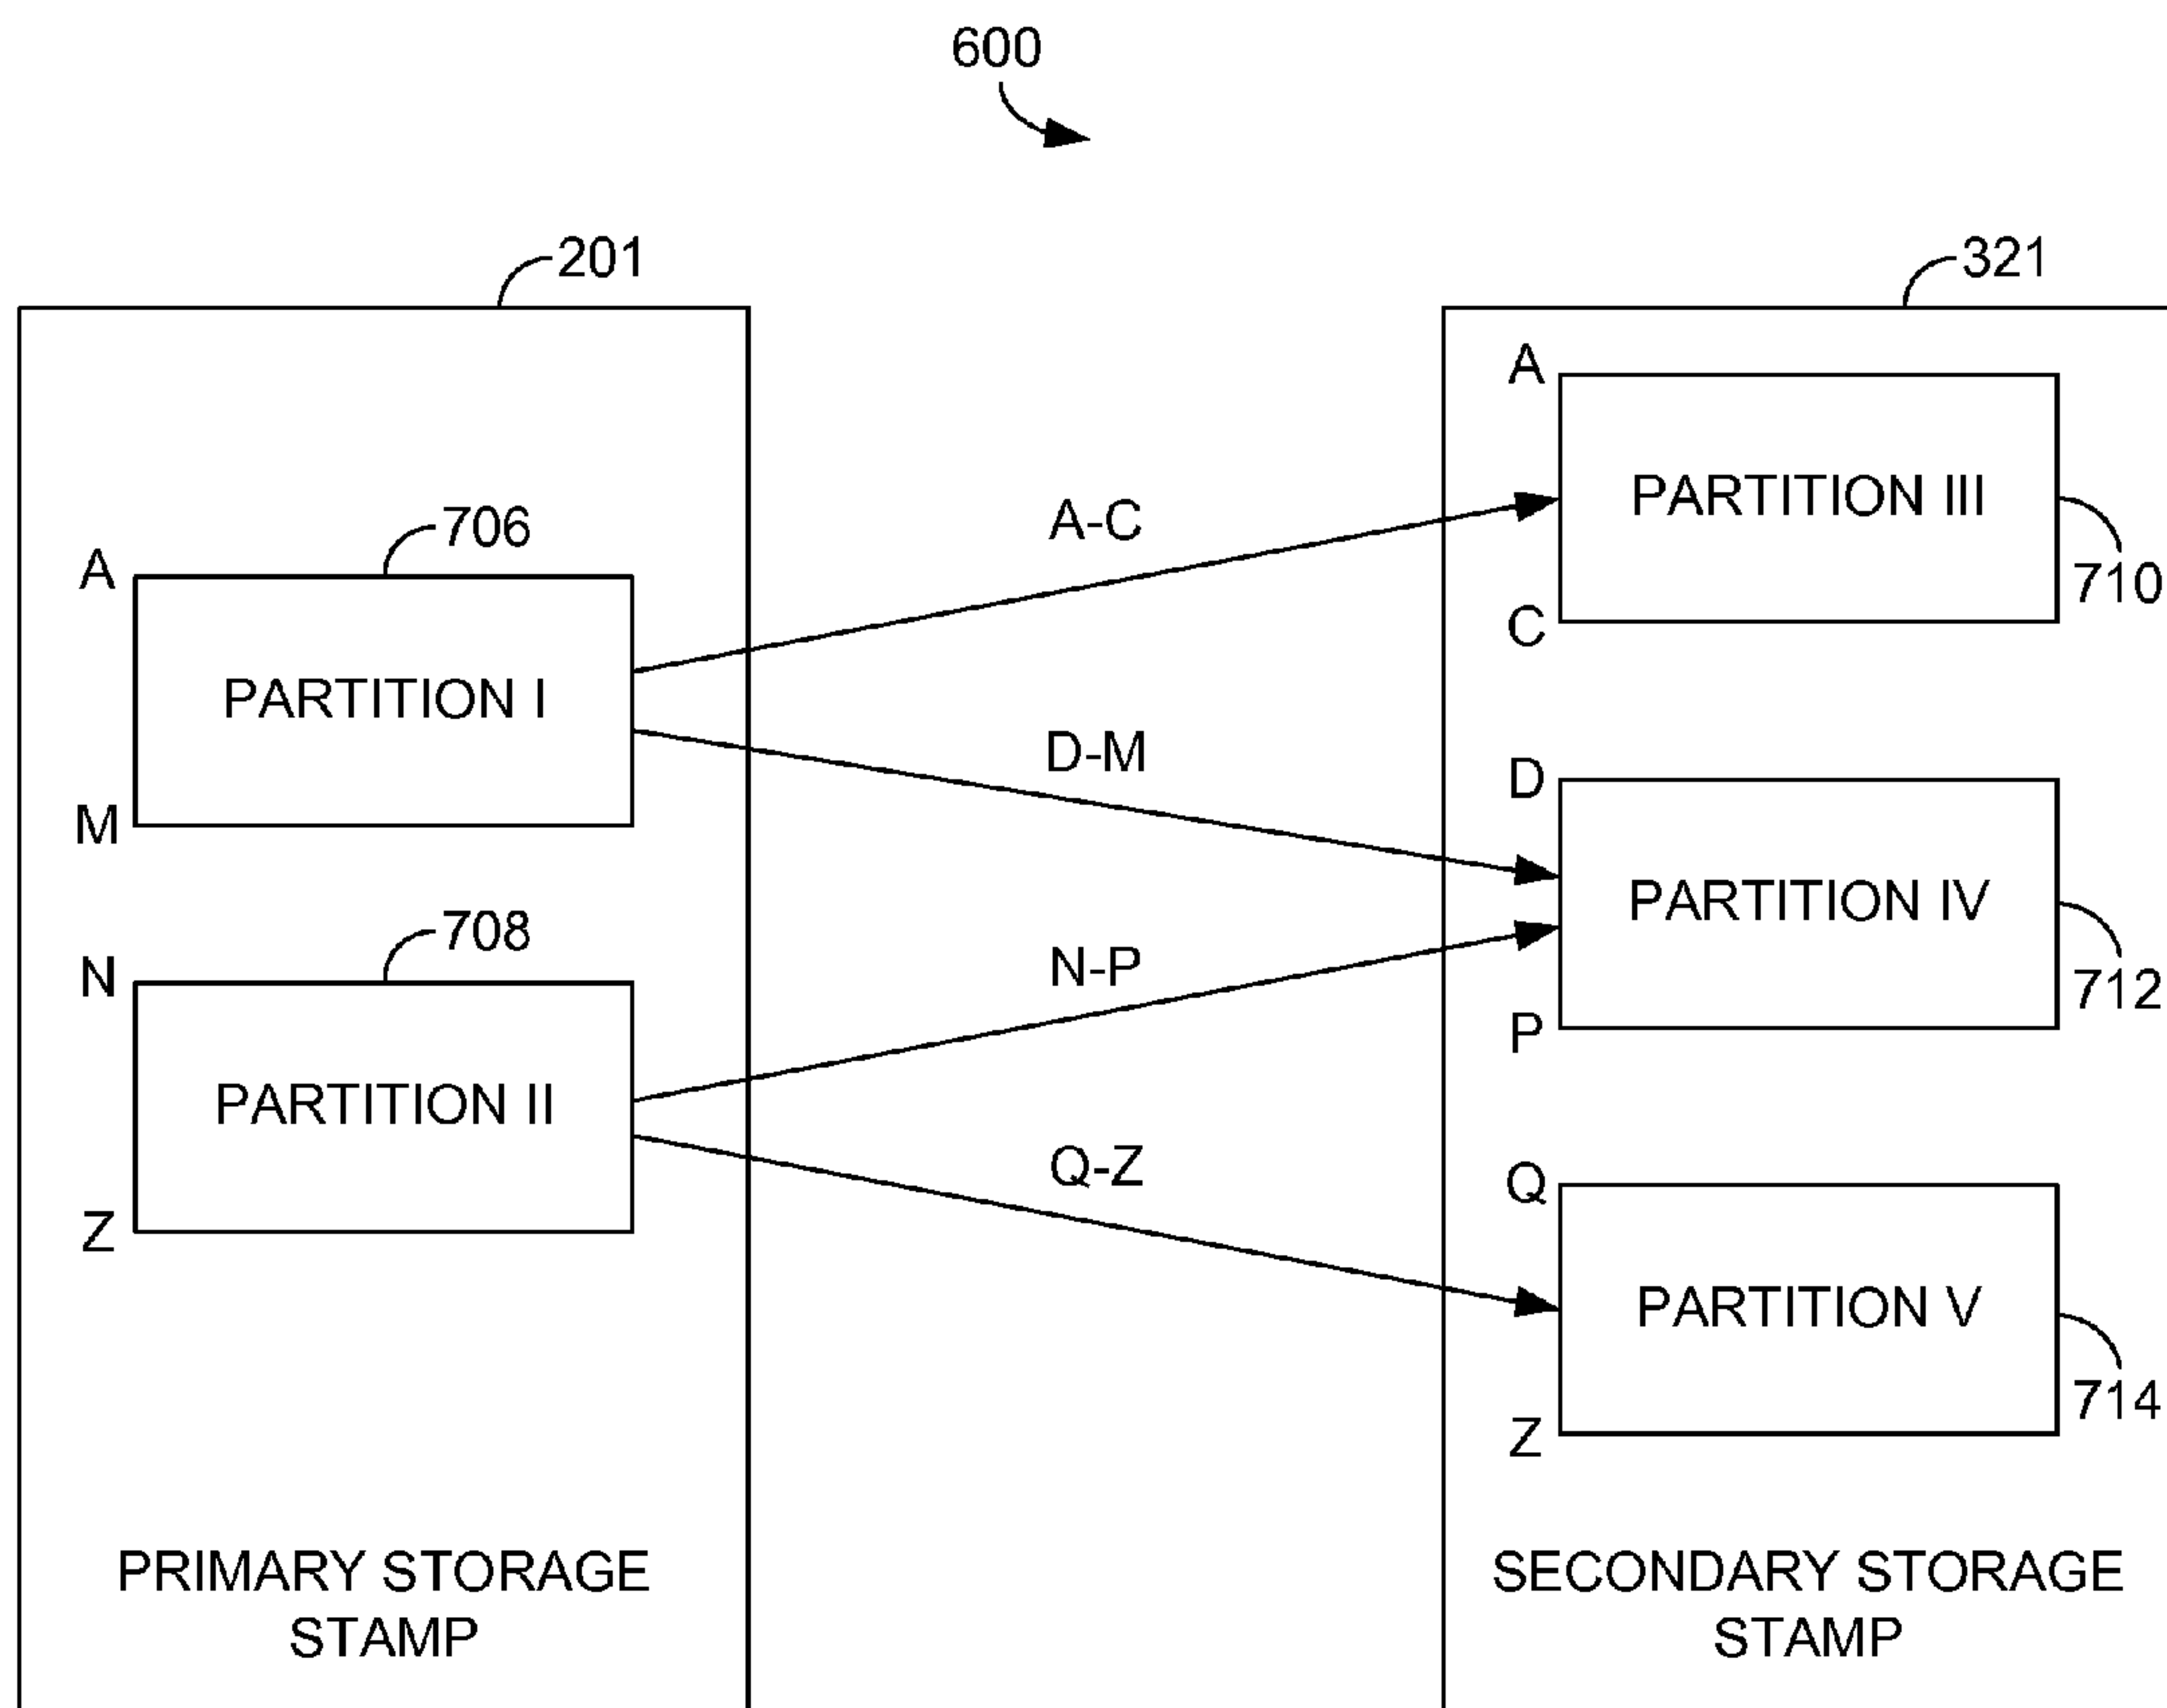 600
201
321
A
PARTITION III
710
C
706
A
PARTITION I
M
A-C
D-M
D
PARTITION IV
712
P
708
N
PARTITION II
Z
N-P
Q-Z
Q
PARTITION V
714
Z
PRIMARY STORAGE
STAMP
SECONDARY STORAGE
STAMP